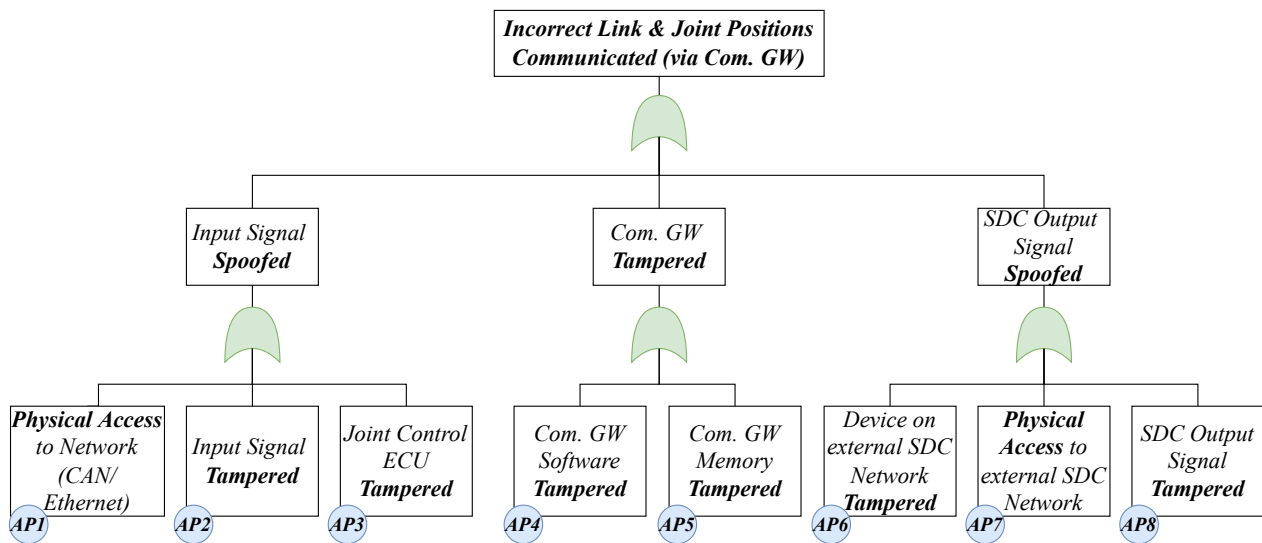 Incorrect Link & Joint Positions
Communicated (via Com. GW)
Input Signal
Spoofed
Com. GW
Tampered
SDC Output
Signal
Spoofed
Physical Access
to Network
(CAN/
Ethernet)
AP1
Input Signal
Tampered
AP2
Joint Control
ECU
Tampered
AP3
Com. GW
Software
Tampered
AP4
Com. GW
Memory
Tampered
AP5
Device on
external SDC
Network
Tampered
AP6
Physical
Access to
external SDC
Network
AP7
SDC Output
Signal
Tampered
AP8